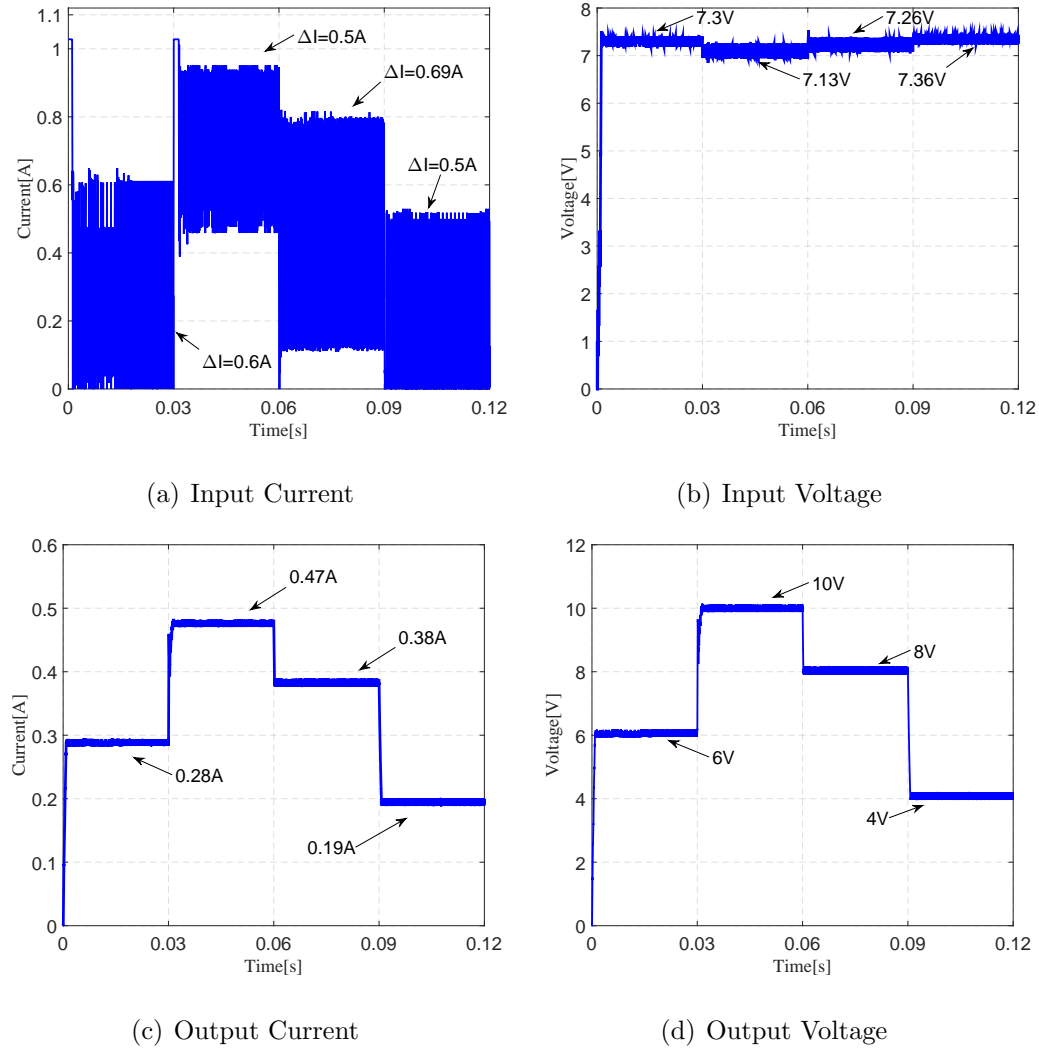 1.1
1
0.8
0.6
0.4
0.2
0
Current[A]
ΔI=0.5A
ΔI=0.69A
ΔI=0.5A
ΔI=0.6A
0 0.03 0.06 0.09 0.12
Time[s]
(a) Input Current
8
7
6
5
4
3
2
1
0
Voltage[V]
7.3V
7.26V
7.13V
7.36V
0 0.03 0.06 0.09 0.12
Time[s]
(b) Input Voltage
0.6
0.5
0.4
0.3
0.2
0.1
0
Current[A]
0.47A
0.38A
0.28A
0.19A
0 0.03 0.06 0.09 0.12
Time[s]
(c) Output Current
12
10
8
6
4
2
0
Voltage[V]
10V
8V
6V
4V
0 0.03 0.06 0.09 0.12
Time[s]
(d) Output Voltage